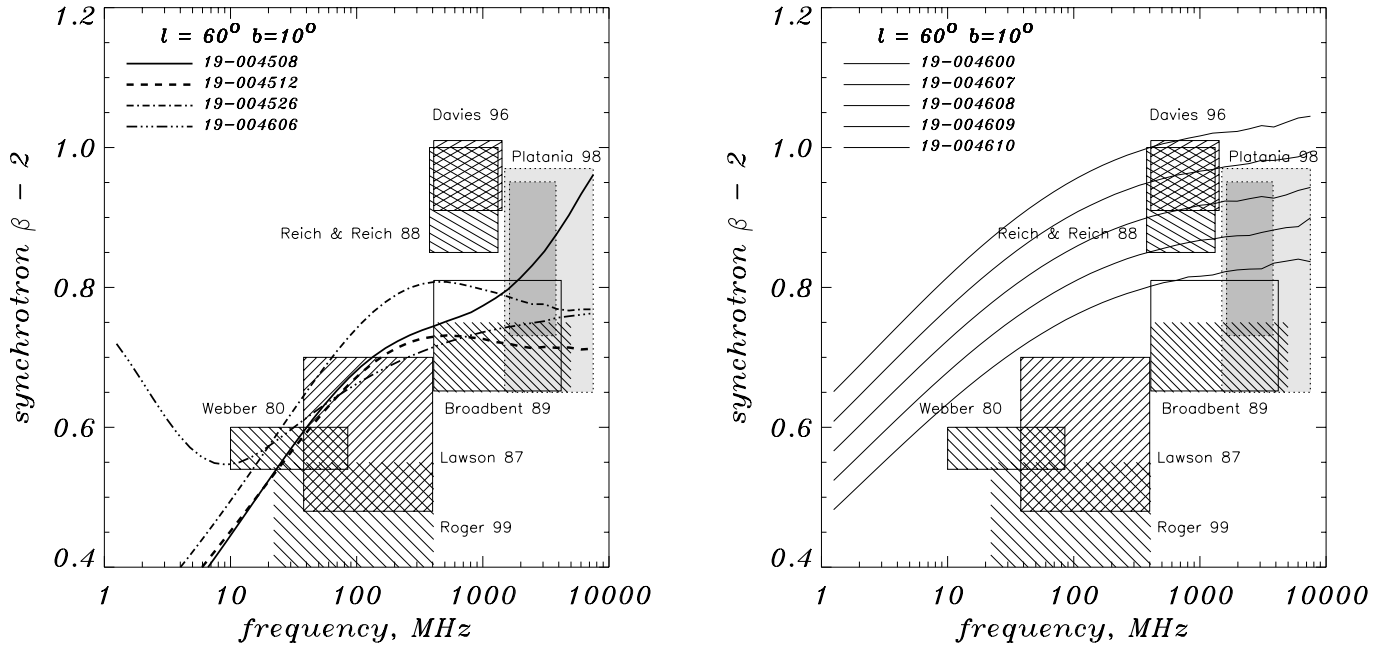 1.2
1.0
0.8
0.6
0.4
synchrotron β − 2
l = 60° b=10°
19−004508
19−004512
19−004526
19−004606
Davies 96
Platania 98
Reich & Reich 88
Webber 80
Broadbent 89
Lawson 87
Roger 99
1 10 100 1000 10000
frequency, MHz
1.2
1.0
0.8
0.6
0.4
synchrotron β − 2
l = 60° b=10°
19−004600
19−004607
19−004608
19−004609
19−004610
Davies 96
Platania 98
Reich & Reich 88
Webber 80
Broadbent 89
Lawson 87
Roger 99
1 10 100 1000 10000
frequency, MHz